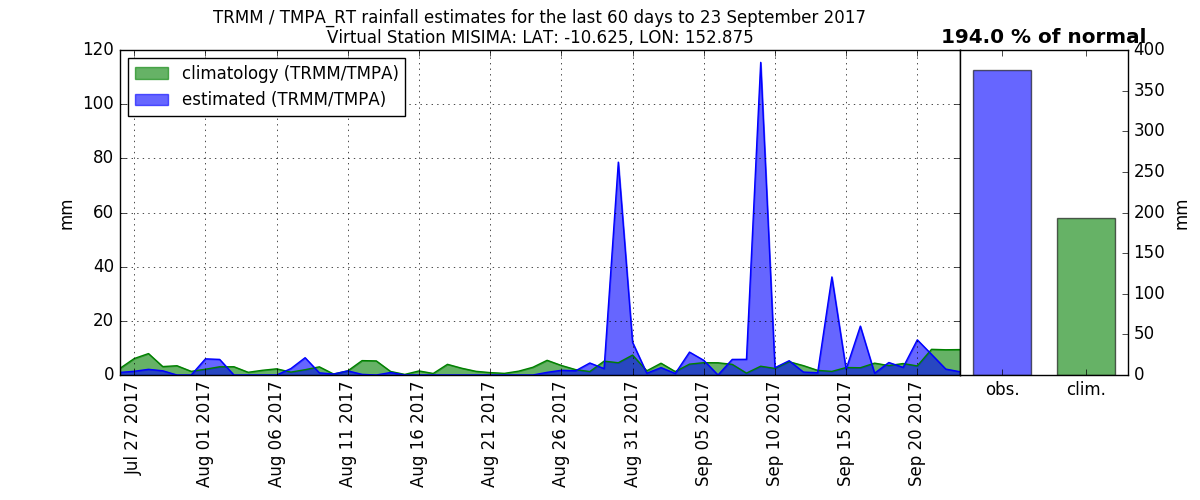 TRMM / TMPA_RT rainfall estimates for the last 60 days to 23 September 2017
Virtual Station MISIMA: LAT: -10.625, LON: 152.875
194.0 % of normal
climatology (TRMM/TMPA)
estimated (TRMM/TMPA)
mm
120
100
80
60
40
20
0
Jul 27 2017
Aug 01 2017
Aug 06 2017
Aug 11 2017
Aug 16 2017
Aug 21 2017
Aug 26 2017
Aug 31 2017
Sep 05 2017
Sep 10 2017
Sep 15 2017
Sep 20 2017
obs.
clim.
400
350
300
250
200
150
100
50
0
mm